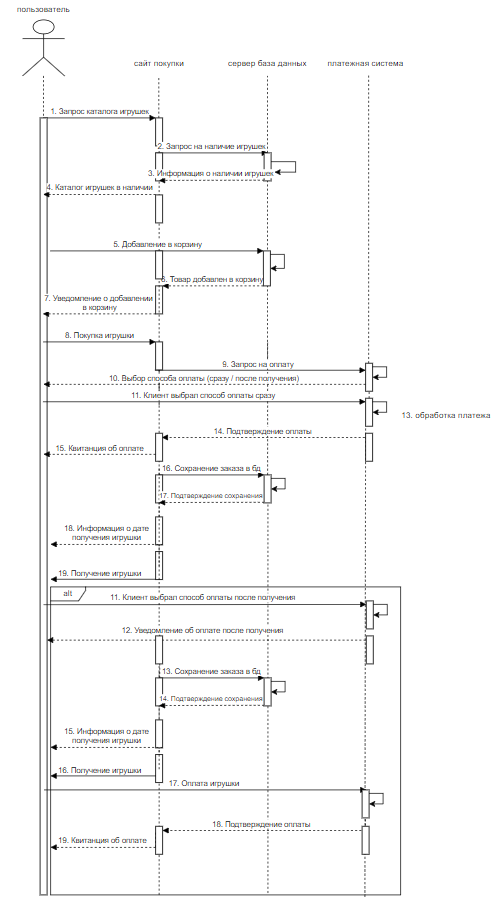 пользователь
сайт покупки
сервер база данных
платежная система
1. Запрос каталога игрушек
2. Запрос на наличие игрушек
3. Информация о наличии игрушек
4. Каталог игрушек в наличии
5. Добавление в корзину
6. Товар добавлен в корзину
7. Уведомление о добавлении
в корзину
8. Покупка игрушки
9. Запрос на оплату
10. Выбор способа оплаты (сразу / после получения)
11. Клиент выбрал способ оплаты сразу
13. обработка платежа
14. Подтверждение оплаты
15. Квитанция об оплате
16. Сохранение заказа в бд
17. Подтверждение сохранения
18. Информация о дате
получения игрушки
19. Получение игрушки
alt
11. Клиент выбрал способ оплаты после получения
12. Уведомление об оплате после получения
13. Сохранение заказа в бд
14. Подтверждение сохранения
15. Информация о дате
получения игрушки
16. Получение игрушки
17. Оплата игрушки
18. Подтверждение оплаты
19. Квитанция об оплате